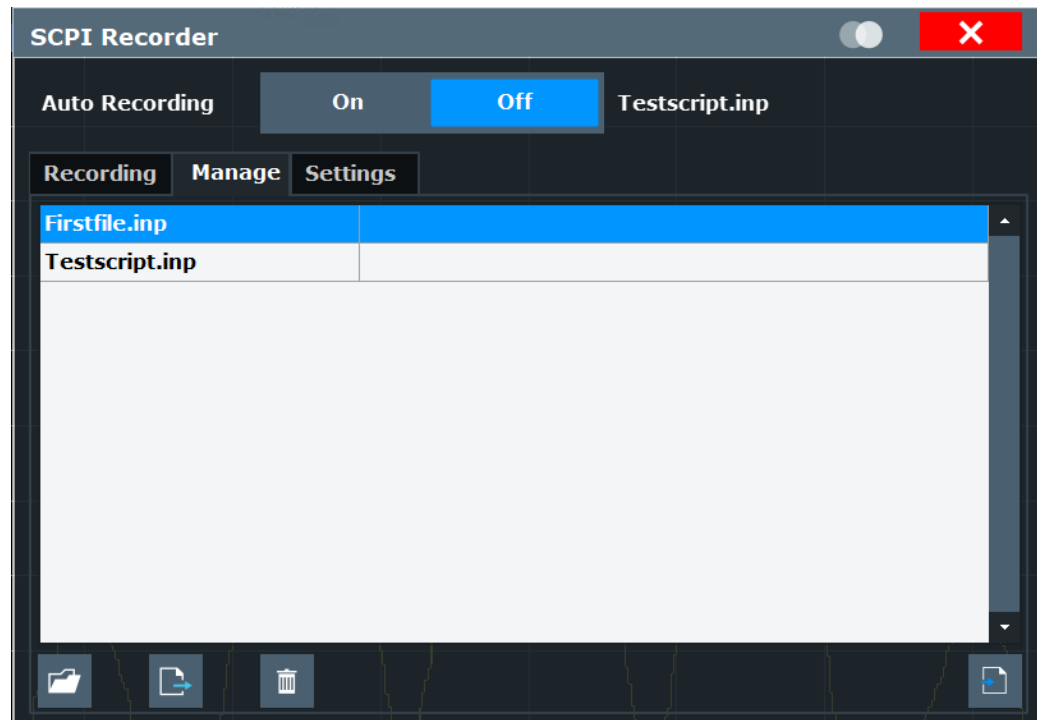 SCPI Recorder
Auto Recording On Off Testscript.inp
Recording Manage Settings
Firstfile.inp
Testscript.inp